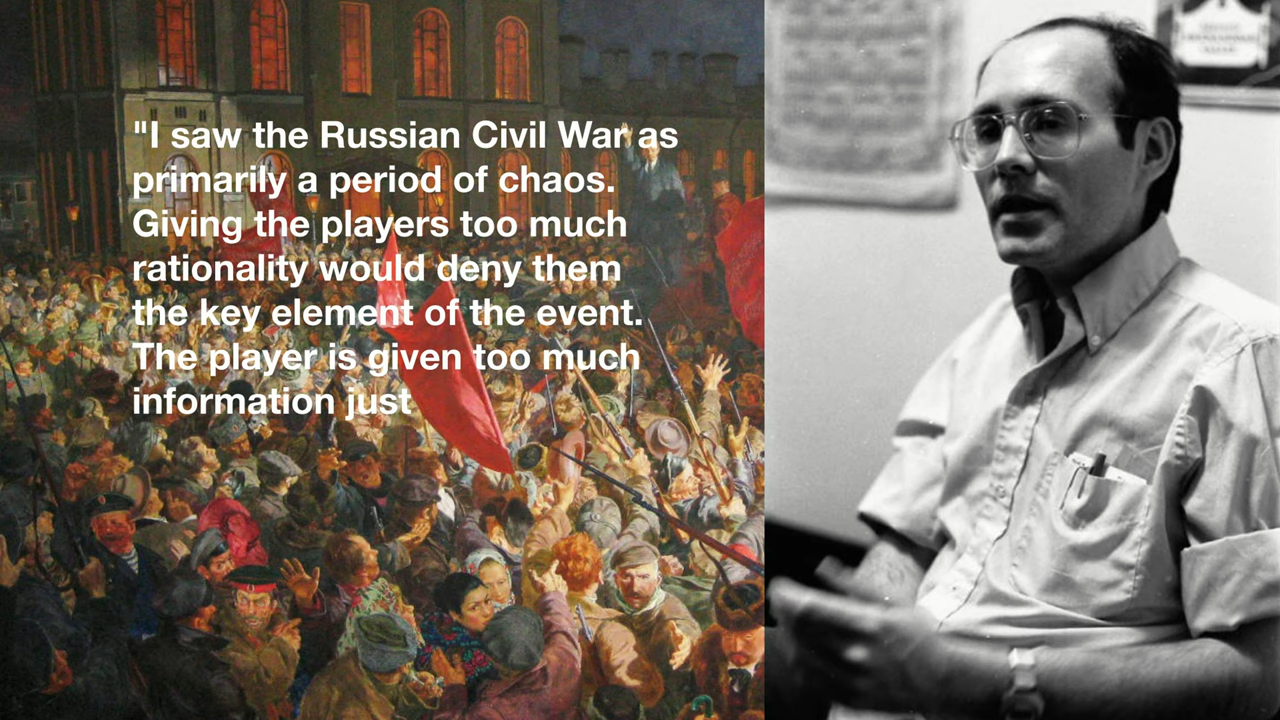 "I saw the Russian Civil War as
primarily a period of chaos.
Giving the players too much
rationality would deny them
the key element of the event.
The player is given too much
information just